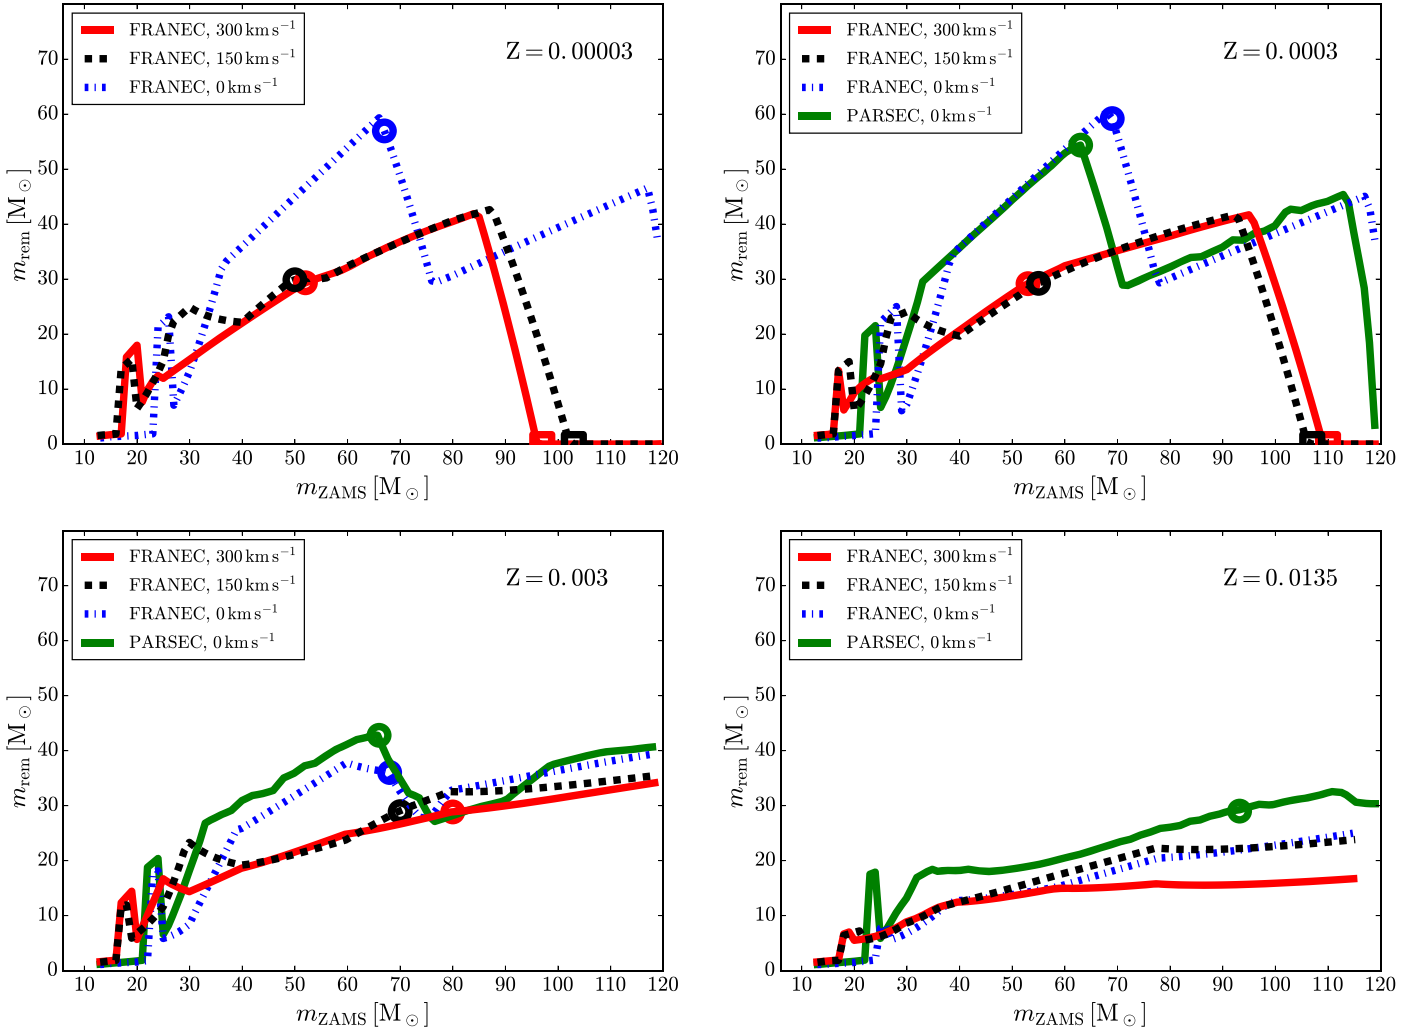 FRANEC, 300 km s⁻¹
FRANEC, 150 km s⁻¹
FRANEC, 0 km s⁻¹
Z = 0.00003
70
60
50
40
30
20
10
0
m_rem [M_⊙]
10 20 30 40 50 60 70 80 90 100 110 120
m_ZAMS [M_⊙]
FRANEC, 300 km s⁻¹
FRANEC, 150 km s⁻¹
FRANEC, 0 km s⁻¹
PARSEC, 0 km s⁻¹
Z = 0.0003
70
60
50
40
30
20
10
0
m_rem [M_⊙]
10 20 30 40 50 60 70 80 90 100 110 120
m_ZAMS [M_⊙]
FRANEC, 300 km s⁻¹
FRANEC, 150 km s⁻¹
FRANEC, 0 km s⁻¹
PARSEC, 0 km s⁻¹
Z = 0.003
70
60
50
40
30
20
10
0
m_rem [M_⊙]
10 20 30 40 50 60 70 80 90 100 110 120
m_ZAMS [M_⊙]
FRANEC, 300 km s⁻¹
FRANEC, 150 km s⁻¹
FRANEC, 0 km s⁻¹
PARSEC, 0 km s⁻¹
Z = 0.0135
70
60
50
40
30
20
10
0
m_rem [M_⊙]
10 20 30 40 50 60 70 80 90 100 110 120
m_ZAMS [M_⊙]